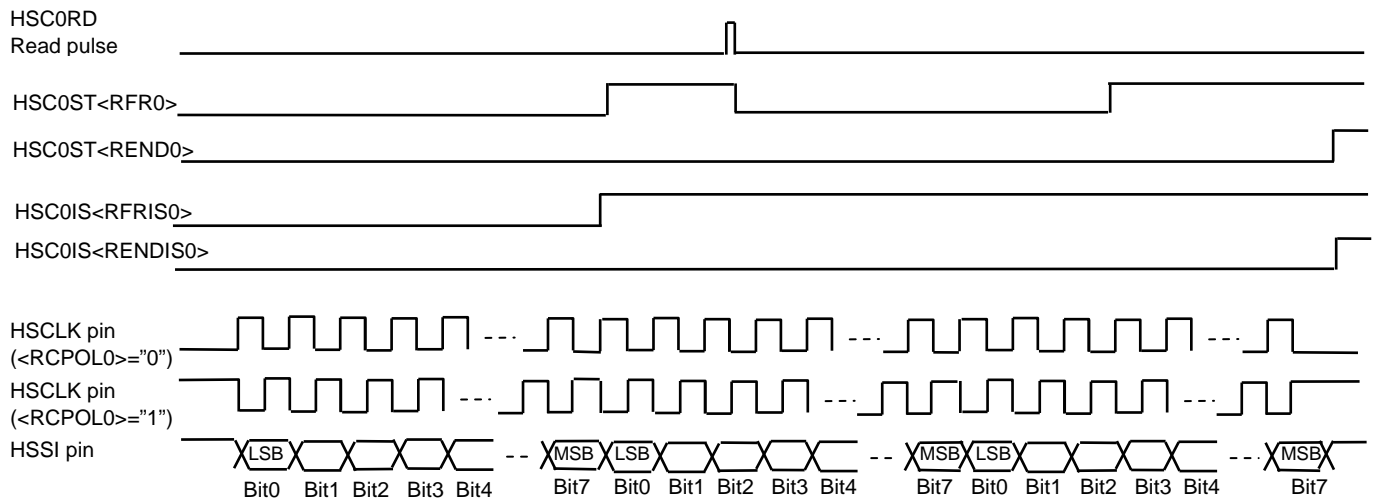 HSC0RD
Read pulse
HSC0ST<RFR0>
HSC0ST<REND0>
HSC0IS<RFRIS0>
HSC0IS<RENDIS0>
HSCLK pin
(<RCPOL0>="0")
HSCLK pin
(<RCPOL0>=”1”)
HSSI pin
LSB MSB LSB MSB LSB MSB
Bit0 Bit1 Bit2 Bit3 Bit4 Bit7 Bit0 Bit1 Bit2 Bit3 Bit4 Bit7 Bit0 Bit1 Bit2 Bit3 Bit4 Bit7